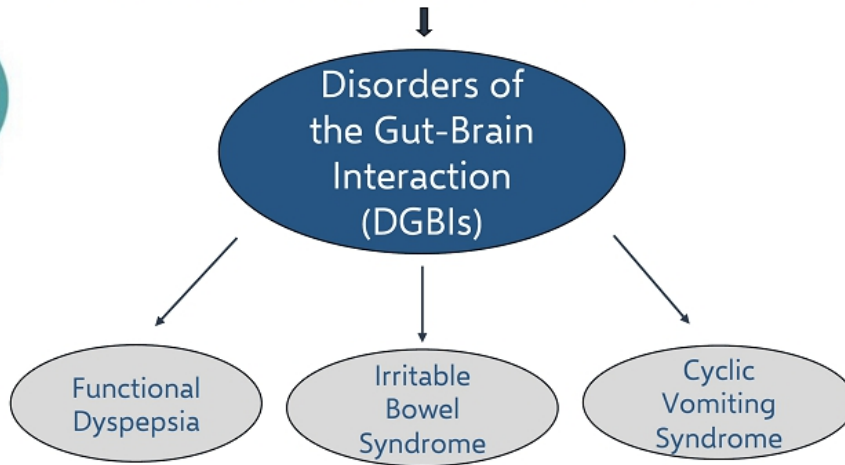 Disorders of
the Gut-Brain
Interaction
(DGBIs)
Functional
Dyspepsia
Irritable
Bowel
Syndrome
Cyclic
Vomiting
Syndrome